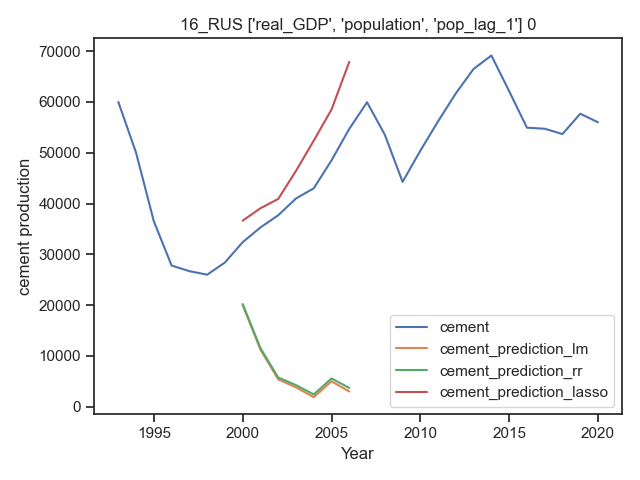 16_RUS ['real_GDP', 'population', 'pop_lag_1'] 0
70000
60000
50000
40000
30000
20000
10000
0
cement production
1995
2000
2005
2010
2015
2020
Year
cement
cement_prediction_lm
cement_prediction_rr
cement_prediction_lasso